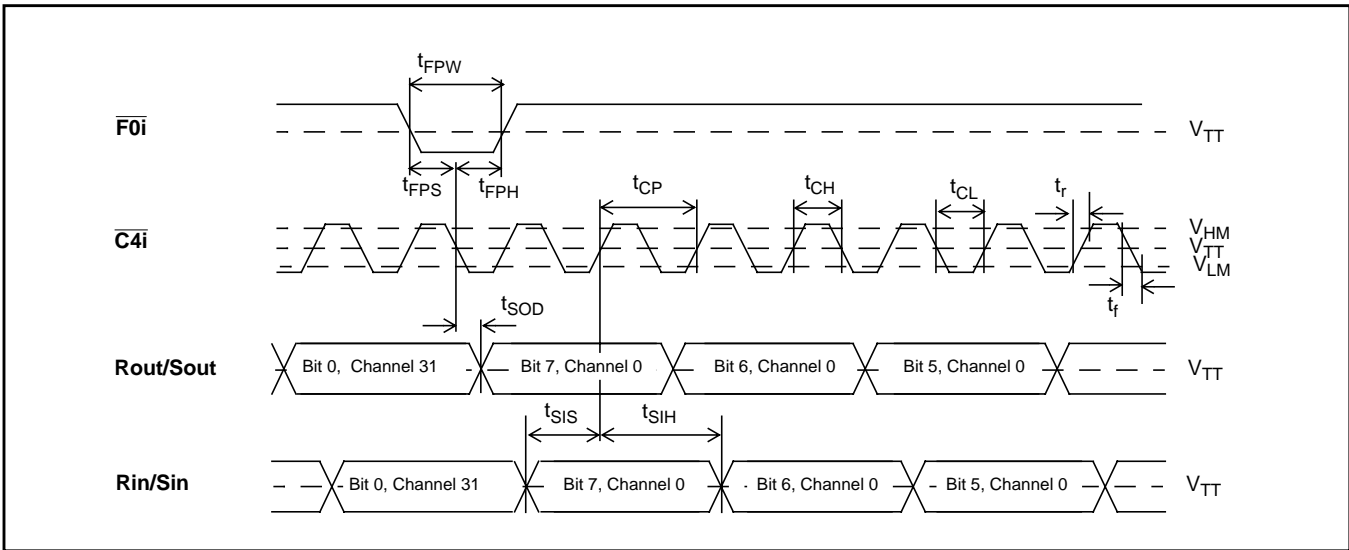 tFPW
F0i
VTT
tFPS
tFPH
tCP
tCH
tCL
tr
C4i
VHM
VTT
VLM
tf
tSOD
Rout/Sout
Bit 0, Channel 31
Bit 7, Channel 0
Bit 6, Channel 0
Bit 5, Channel 0
VTT
tSIS
tSIH
Rin/Sin
Bit 0, Channel 31
Bit 7, Channel 0
Bit 6, Channel 0
Bit 5, Channel 0
VTT